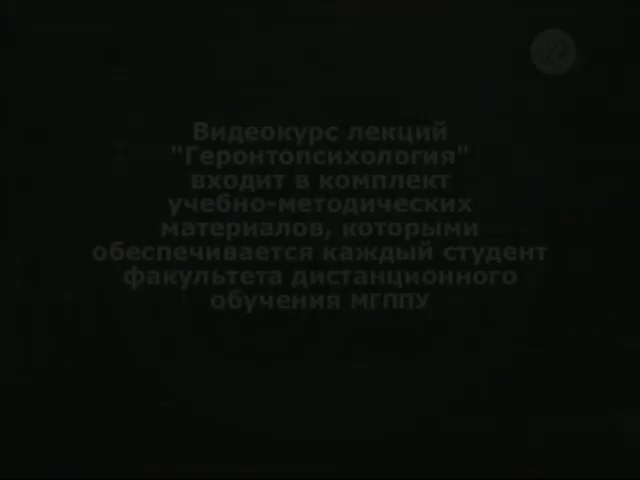 Видеокурс лекций
"Геронтопсихология"
входит в комплект
учебно-методических
материалов, которыми
обеспечивается каждый студент
факультета дистанционного
обучения МГППУ